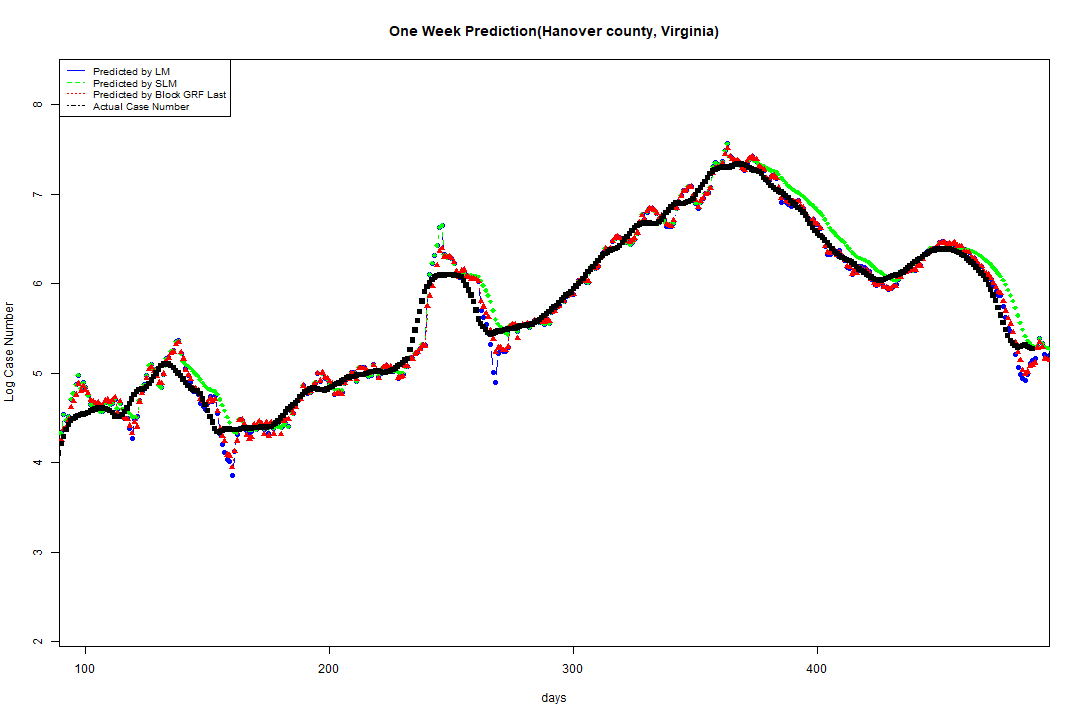 One Week Prediction(Hanover county, Virginia)
Predicted by LM
Predicted by SLM
Predicted by Block GRF Last
Actual Case Number
8
7
6
5
4
3
2
Log Case Number
100 200 300 400
days